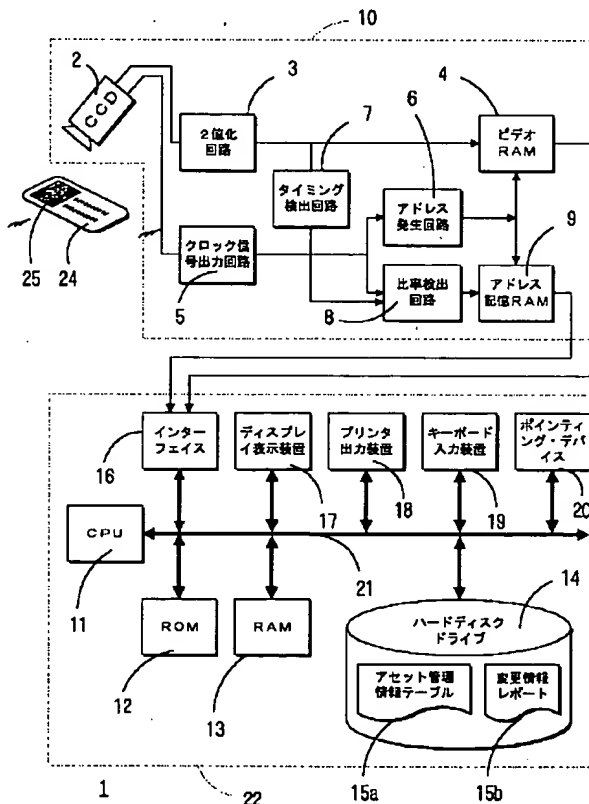 10
2
CCD
3
2値化
回路
7
タイミング
検出回路
6
アドレス
発生回路
4
ビデオ
RAM
9
25
24
クロック信
号出力回路
5
比率検出
回路
8
アドレス
記憶RAM
インター
フェイス
16
ディスプレ
イ表示装置
17
プリンタ
出力装置
18
キーボード
入力装置
19
ポインティ
ング・デバ
イス
20
CPU
11
21
ROM
12
RAM
13
14
ハードディスク
ドライブ
アセット管理
情報テーブル
変更情報
レポート
15a
15b
1
22